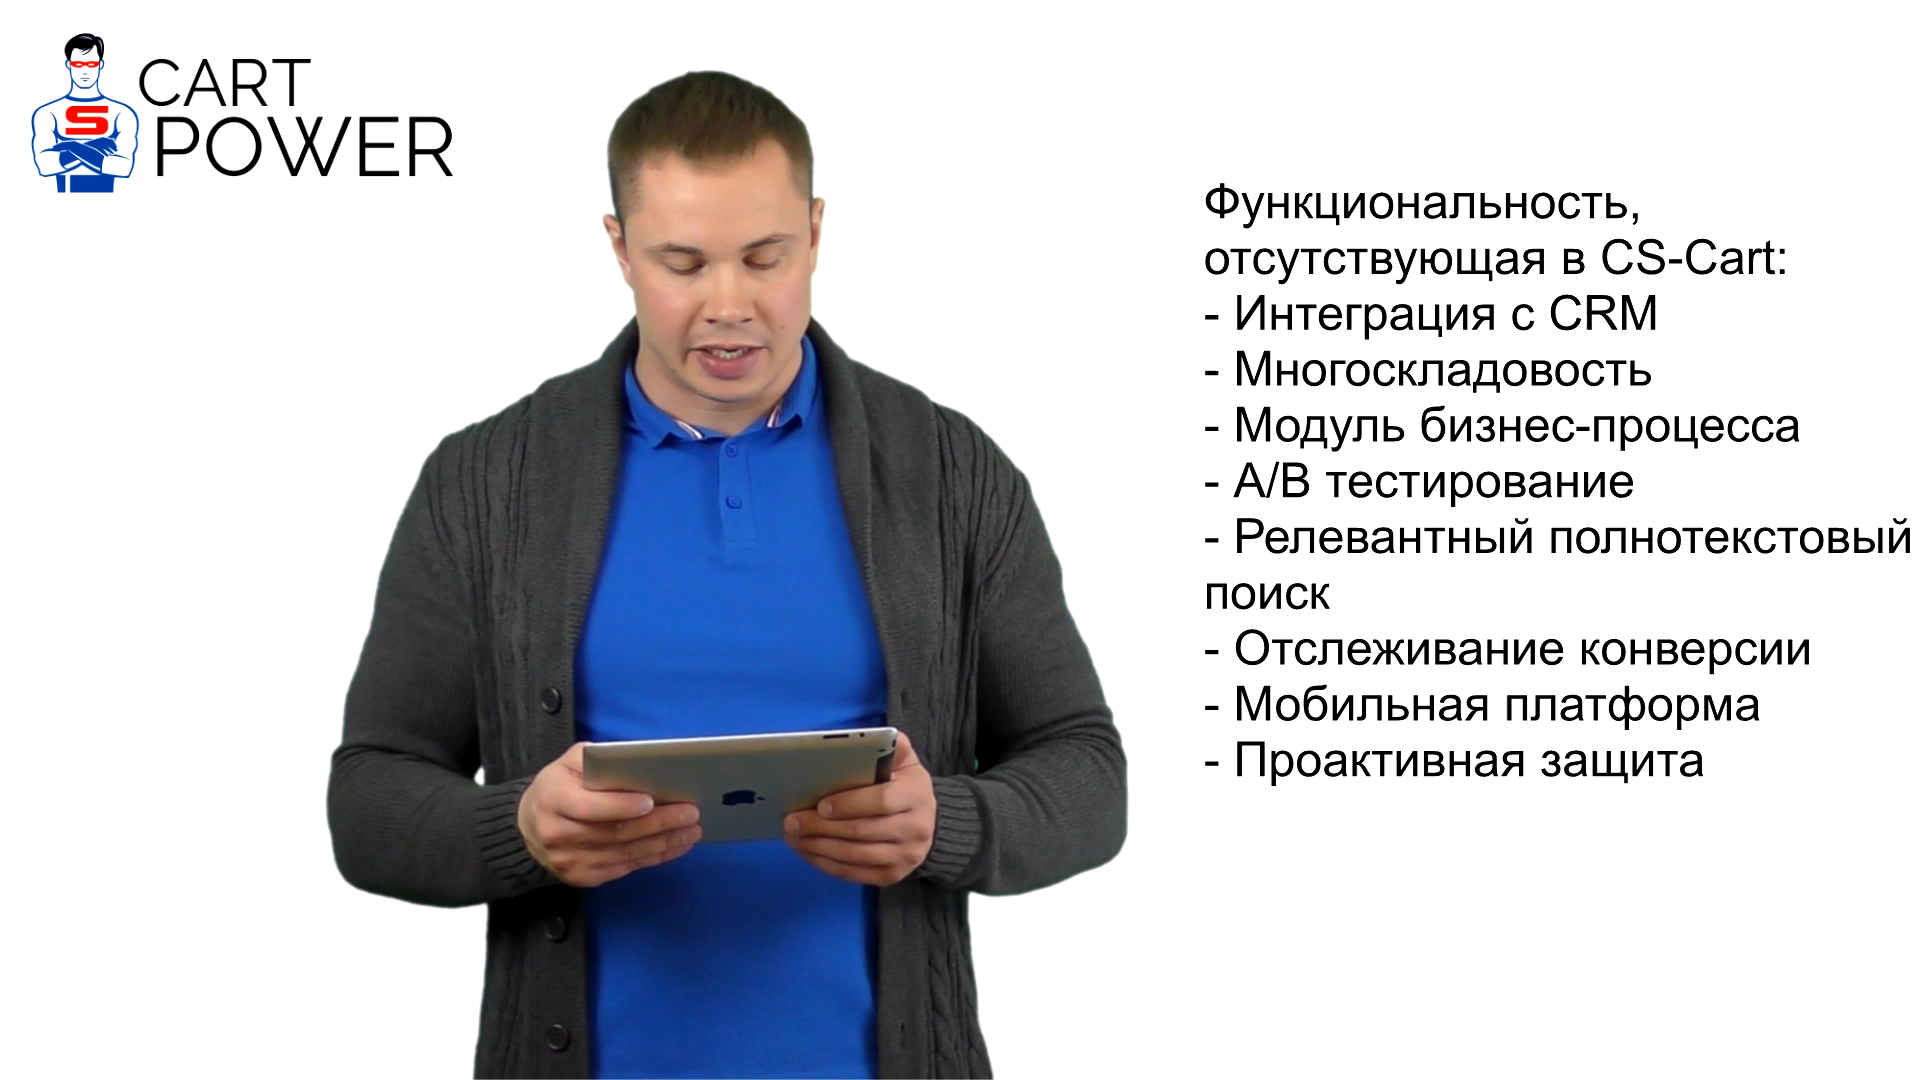 CART
POWER
S
Функциональность,
отсутствующая в CS-Cart:
- Интеграция с CRM
- Многоскладовость
- Модуль бизнес-процесса
- A/B тестирование
- Релевантный полнотекстовый
поиск
- Отслеживание конверсии
- Мобильная платформа
- Проактивная защита